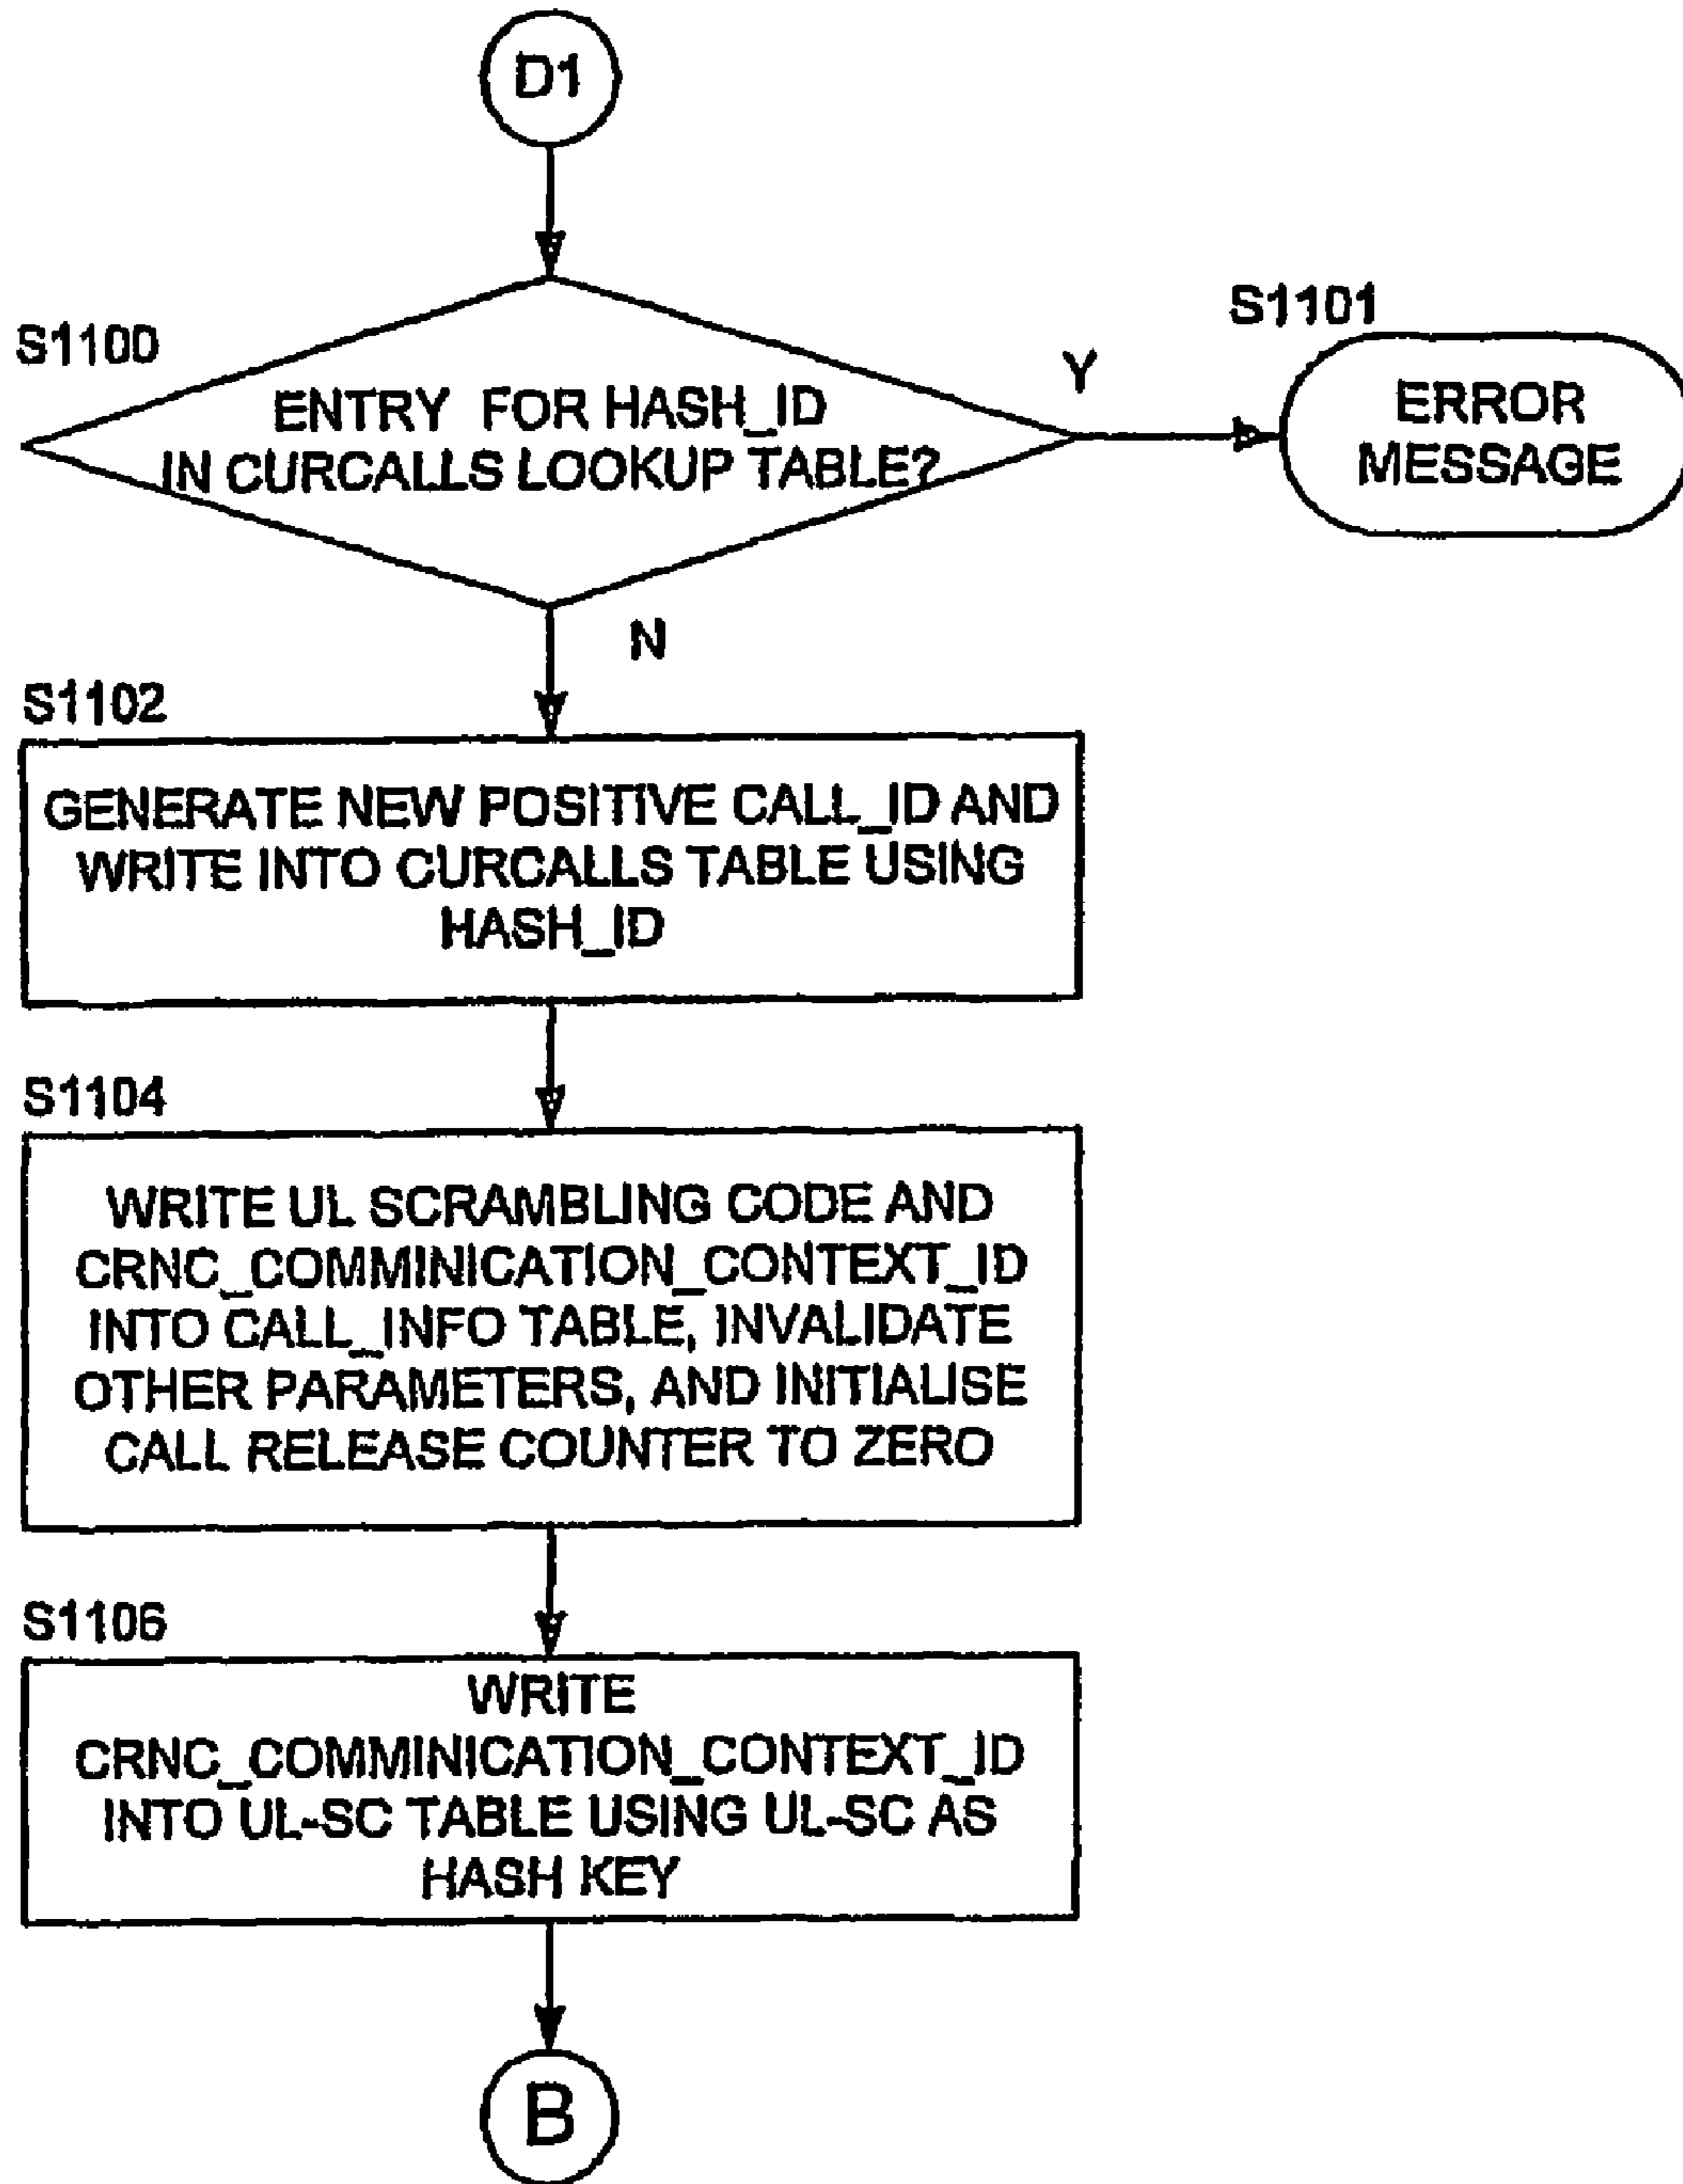 D1
S1100
ENTRY FOR HASH_ID
IN CURCALLS LOOKUP TABLE?
Y
S1101
ERROR
MESSAGE
N
S1102
GENERATE NEW POSITIVE CALL_ID AND
WRITE INTO CURCALLS TABLE USING
HASH_ID
S1104
WRITE UL SCRAMBLING CODE AND
CRNC_COMMINICATION_CONTEXT_ID
INTO CALL_INFO TABLE, INVALIDATE
OTHER PARAMETERS, AND INITIALISE
CALL RELEASE COUNTER TO ZERO
S1106
WRITE
CRNC_COMMINICATION_CONTEXT_ID
INTO UL-SC TABLE USING UL-SC AS
HASH KEY
B